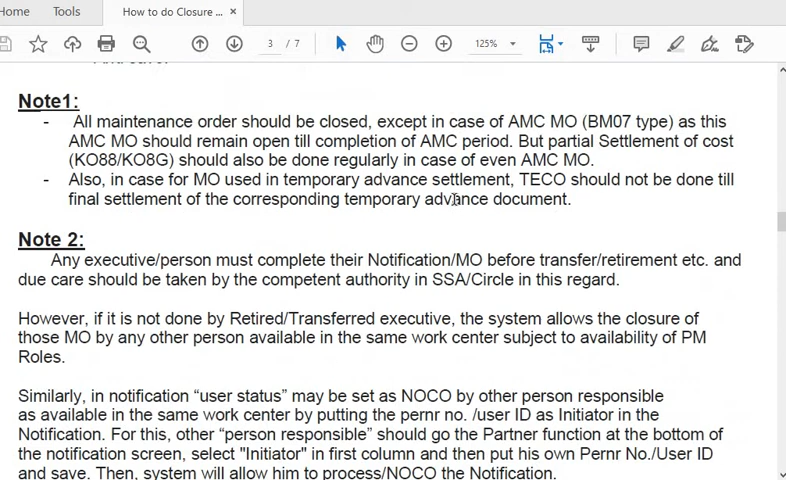 Home Tools How to do Closure ... ×
3 / 7 125%
Note1:
- All maintenance order should be closed, except in case of AMC MO (BM07 type) as this
AMC MO should remain open till completion of AMC period. But partial Settlement of cost
(KO88/KO8G) should also be done regularly in case of even AMC MO.
- Also, in case for MO used in temporary advance settlement, TECO should not be done till
final settlement of the corresponding temporary advance document.
Note 2:
Any executive/person must complete their Notification/MO before transfer/retirement etc. and
due care should be taken by the competent authority in SSA/Circle in this regard.
However, if it is not done by Retired/Transferred executive, the system allows the closure of
those MO by any other person available in the same work center subject to availability of PM
Roles.
Similarly, in notification “user status” may be set as NOCO by other person responsible
as available in the same work center by putting the pernr no. /user ID as Initiator in the
Notification. For this, other “person responsible” should go the Partner function at the bottom of
the notification screen, select "Initiator" in first column and then put his own Pernr No./User ID
and save. Then, system will allow him to process/NOCO the Notification.